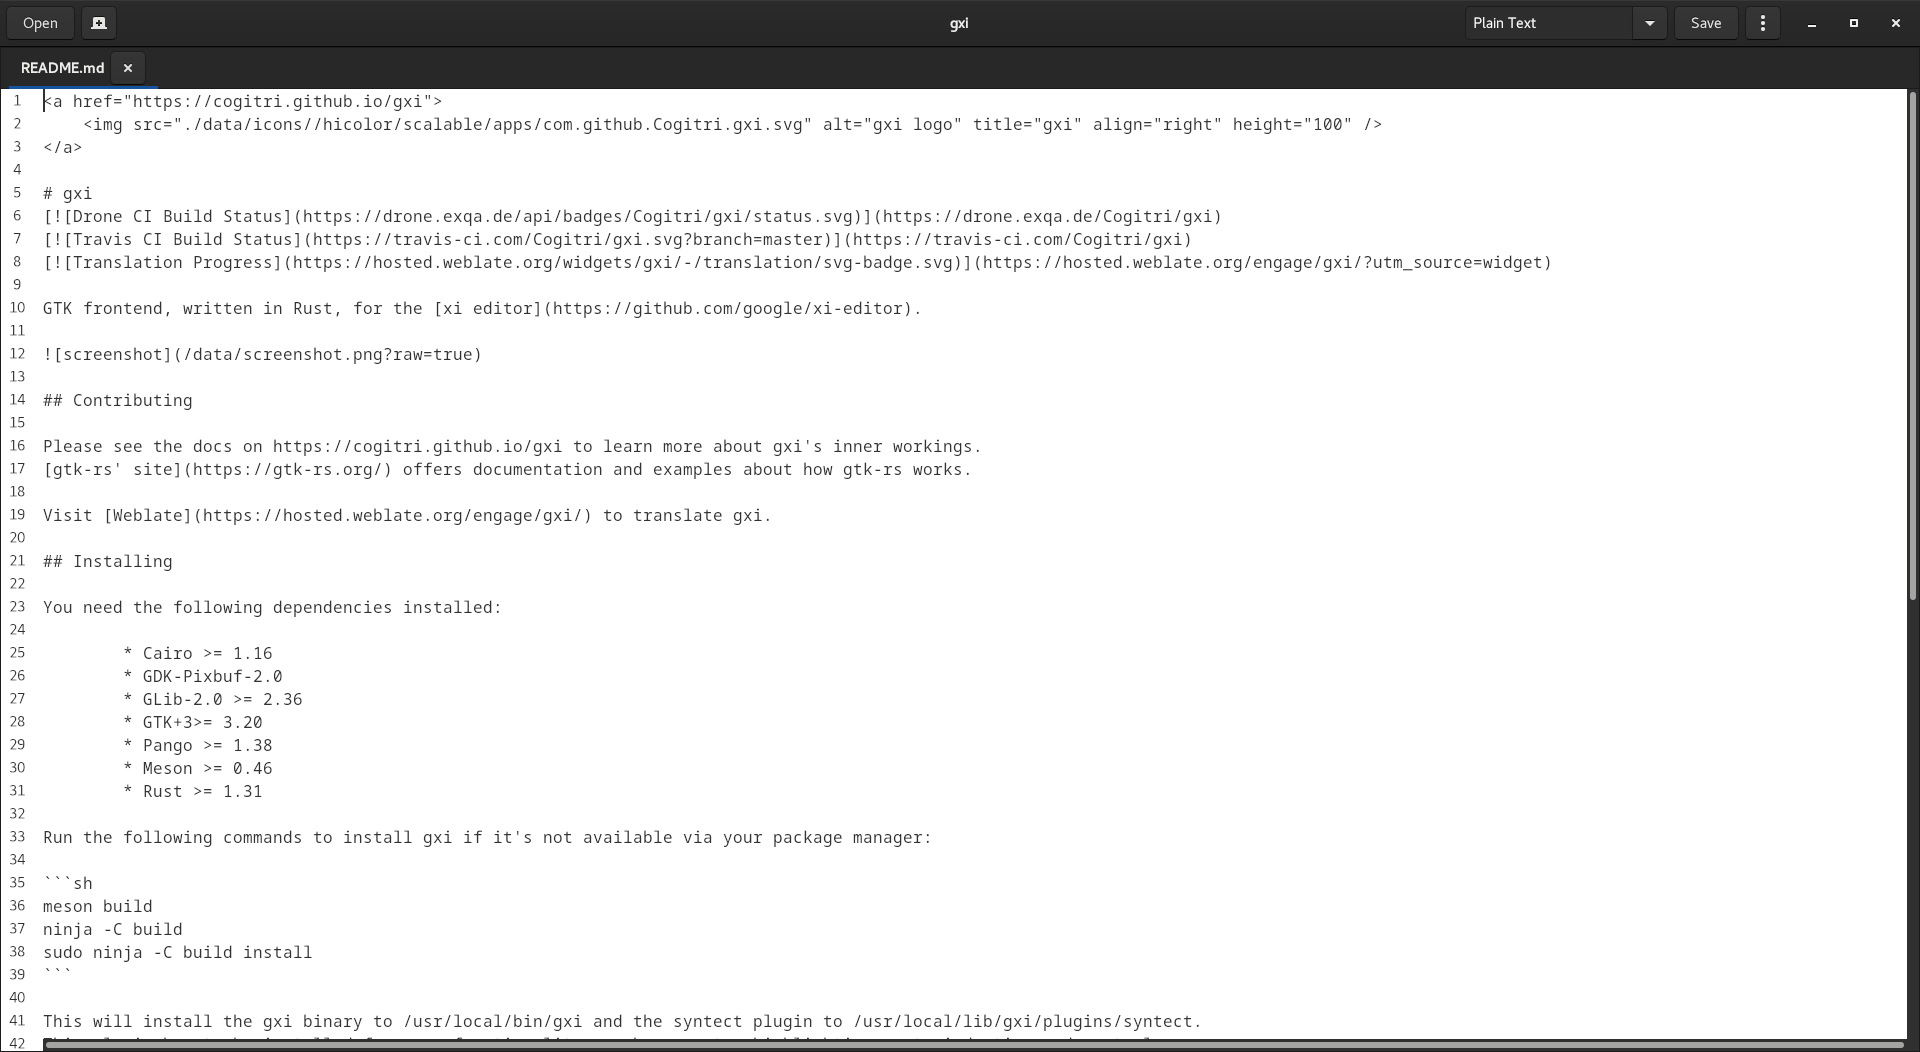 Open
gxi
Plain Text
Save
README.md
1 <a href="https://cogitri.github.io/gxi">
2     <img src="./data/icons//hicolor/scalable/apps/com.github.Cogitri.gxi.svg" alt="gxi logo" title="gxi" align="right" height="100" />
3 </a>
4
5 # gxi
6 [![Drone CI Build Status](https://drone.exqa.de/api/badges/Cogitri/gxi/status.svg)](https://drone.exqa.de/Cogitri/gxi)
7 [![Travis CI Build Status](https://travis-ci.com/Cogitri/gxi.svg?branch=master)](https://travis-ci.com/Cogitri/gxi)
8 [![Translation Progress](https://hosted.weblate.org/widgets/gxi/-/translation/svg-badge.svg)](https://hosted.weblate.org/engage/gxi/?utm_source=widget)
9
10 GTK frontend, written in Rust, for the [xi editor](https://github.com/google/xi-editor).
11
12 ![screenshot](/data/screenshot.png?raw=true)
13
14 ## Contributing
15
16 Please see the docs on https://cogitri.github.io/gxi to learn more about gxi's inner workings.
17 [gtk-rs' site](https://gtk-rs.org/) offers documentation and examples about how gtk-rs works.
18
19 Visit [Weblate](https://hosted.weblate.org/engage/gxi/) to translate gxi.
20
21 ## Installing
22
23 You need the following dependencies installed:
24
25         * Cairo >= 1.16
26         * GDK-Pixbuf-2.0
27         * GLib-2.0 >= 2.36
28         * GTK+3>= 3.20
29         * Pango >= 1.38
30         * Meson >= 0.46
31         * Rust >= 1.31
32
33 Run the following commands to install gxi if it's not available via your package manager:
34
35 ```sh
36 meson build
37 ninja -C build
38 sudo ninja -C build install
39 ```
40
41 This will install the gxi binary to /usr/local/bin/gxi and the syntect plugin to /usr/local/lib/gxi/plugins/syntect.
42